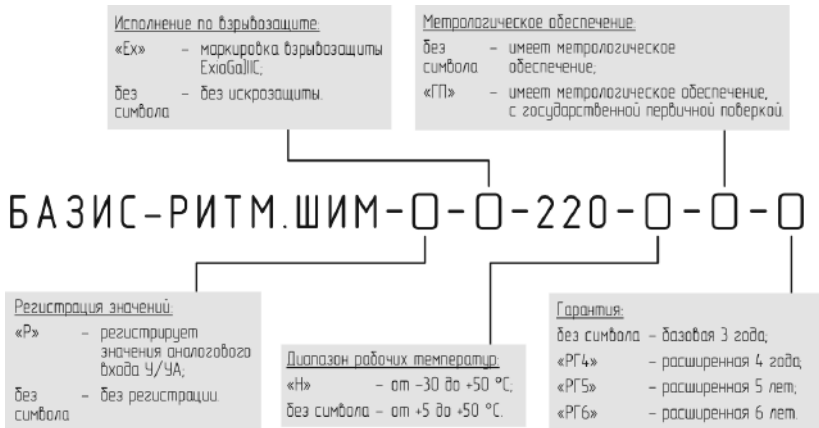 Исполнение по взрывозащите:
«Ex» – маркировка взрывозащиты
ExiaGa]IIC;
без – без искрозащиты.
символа
Метрологическое обеспечение:
без – имеет метрологическое
символа обеспечение;
«ГП» – имеет метрологическое обеспечение,
с государственной первичной поверкой.
БАЗИС-РИТМ.ШИМ-▯-▯-220-▯-▯-▯
Регистрация значений:
«Р» – регистрирует
значения аналогового
входа У/УА;
без – без регистрации.
символа
Диапазон рабочих температур:
«Н» – от -30 до +50 °С;
без символа – от +5 до +50 °С.
Гарантия:
без символа – базовая 3 года;
«РГ4» – расширенная 4 года;
«РГ5» – расширенная 5 лет;
«РГ6» – расширенная 6 лет.